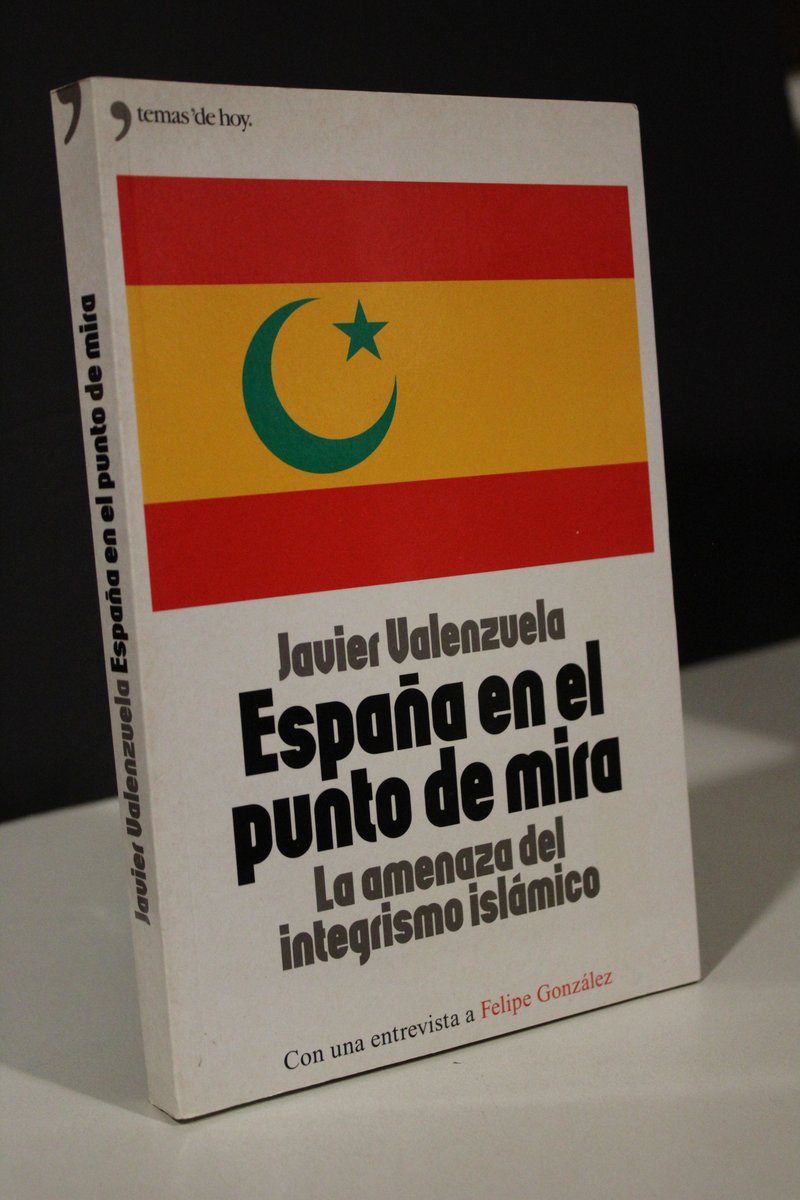 temas'de hoy.
Javier Valenzuela
España en el
punto de mira
La amenaza del
integrismo islámico
Con una entrevista a Felipe González
Javier Valenzuela España en el punto de mira